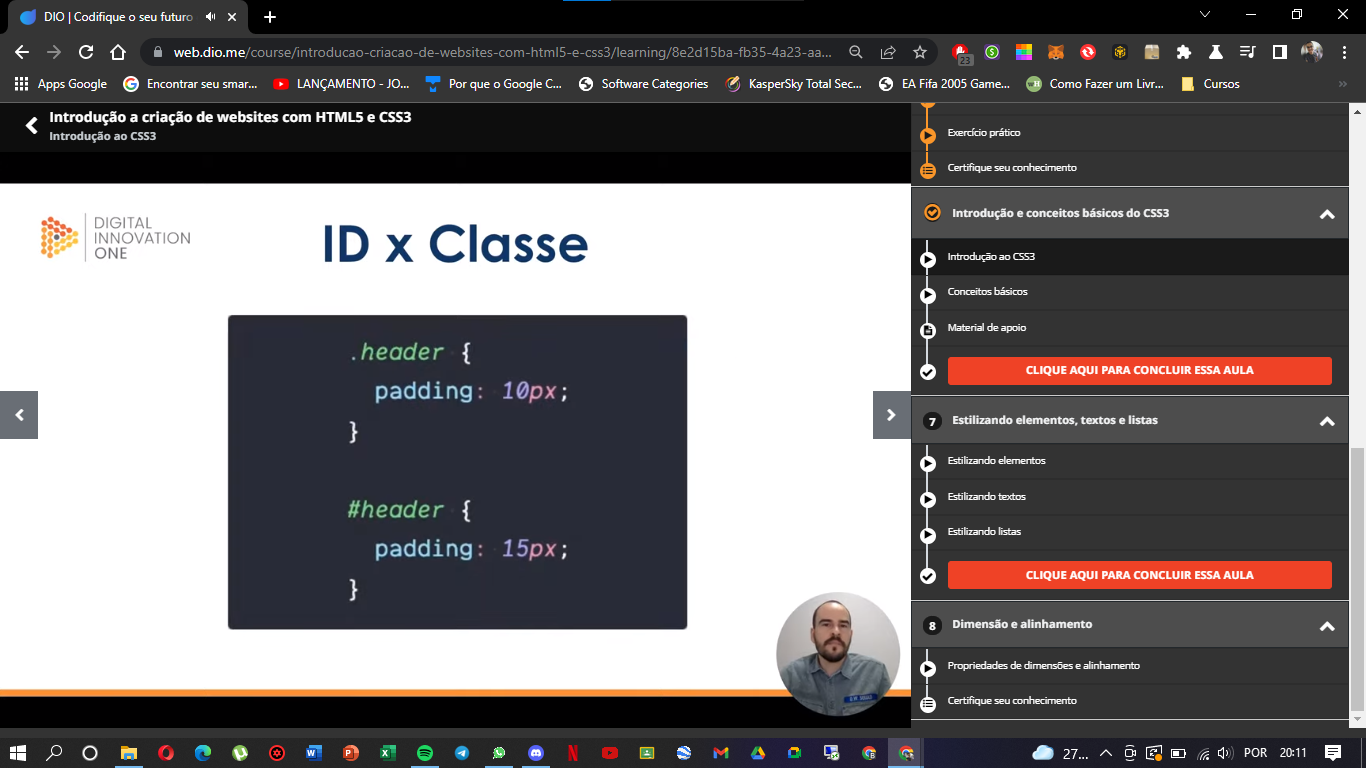 DIO | Codifique o seu futuro
web.dio.me/course/introducao-criacao-de-websites-com-html5-e-css3/learning/8e2d15ba-fb35-4a23-aa...
23
Apps Google
Encontrar seu smar...
LANÇAMENTO - JO...
Por que o Google C...
Software Categories
KasperSky Total Sec...
EA Fifa 2005 Game...
Como Fazer um Livr...
Cursos
Introdução a criação de websites com HTML5 e CSS3
Introdução ao CSS3
DIGITAL
INNOVATION
ONE
ID x Classe
.header {
padding: 10px;
}
#header {
padding: 15px;
}
Exercício prático
Certifique seu conhecimento
Introdução e conceitos básicos do CSS3
Introdução ao CSS3
Conceitos básicos
Material de apoio
CLIQUE AQUI PARA CONCLUIR ESSA AULA
7 Estilizando elementos, textos e listas
Estilizando elementos
Estilizando textos
Estilizando listas
CLIQUE AQUI PARA CONCLUIR ESSA AULA
8 Dimensão e alinhamento
Propriedades de dimensões e alinhamento
Certifique seu conhecimento
27...
POR
20:11